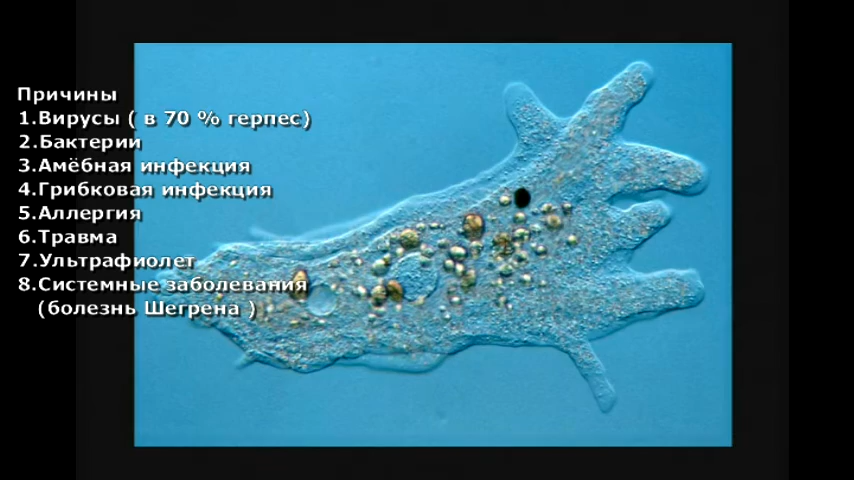 Причины
1.Вирусы ( в 70 % герпес)
2.Бактерии
3.Амёбная инфекция
4.Грибковая инфекция
5.Аллергия
6.Травма
7.Ультрафиолет
8.Системные заболевания
(болезнь Шегрена )